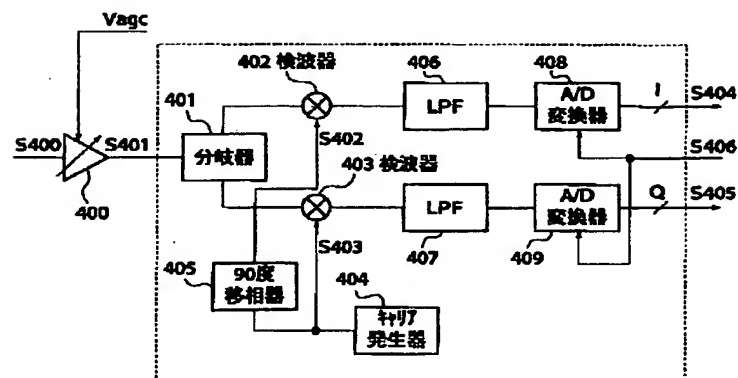 Vagc
S400
400
S401
401
分岐器
402 検波器
S402
406
LPF
408
A/D
変換器
I
S404
S406
403 検波器
S403
LPF
407
A/D
変換器
409
Q
S405
405
90度
移相器
404
ｷｬﾘｱ
発生器